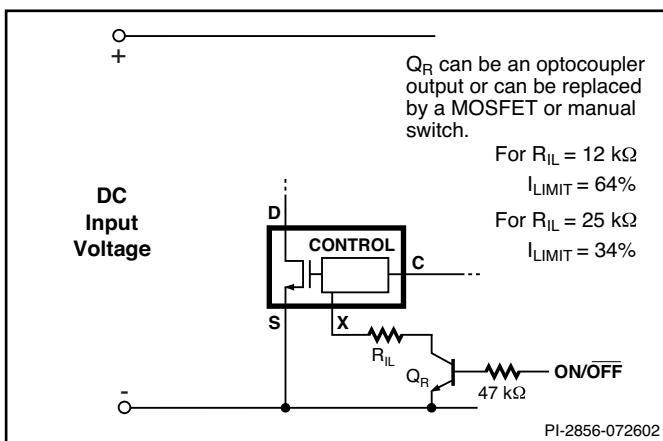 +
Q_R can be an optocoupler
output or can be replaced
by a MOSFET or manual
switch.
For R_IL = 12 kΩ
I_LIMIT = 64%
For R_IL = 25 kΩ
I_LIMIT = 34%
DC
Input
Voltage
D
CONTROL
C
S
X
R_IL
Q_R
47 kΩ
ON/O̅F̅F̅
-
PI-2856-072602